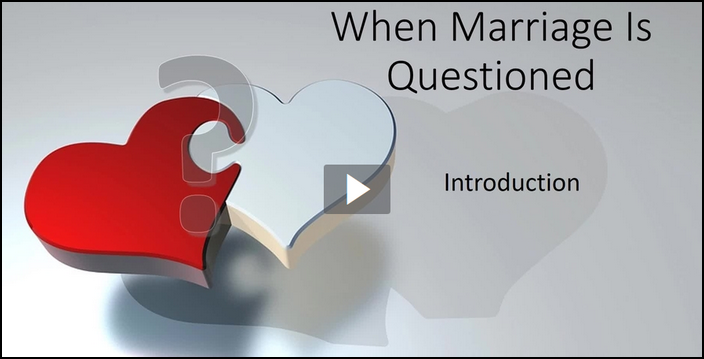 When Marriage Is
Questioned
?
Introduction